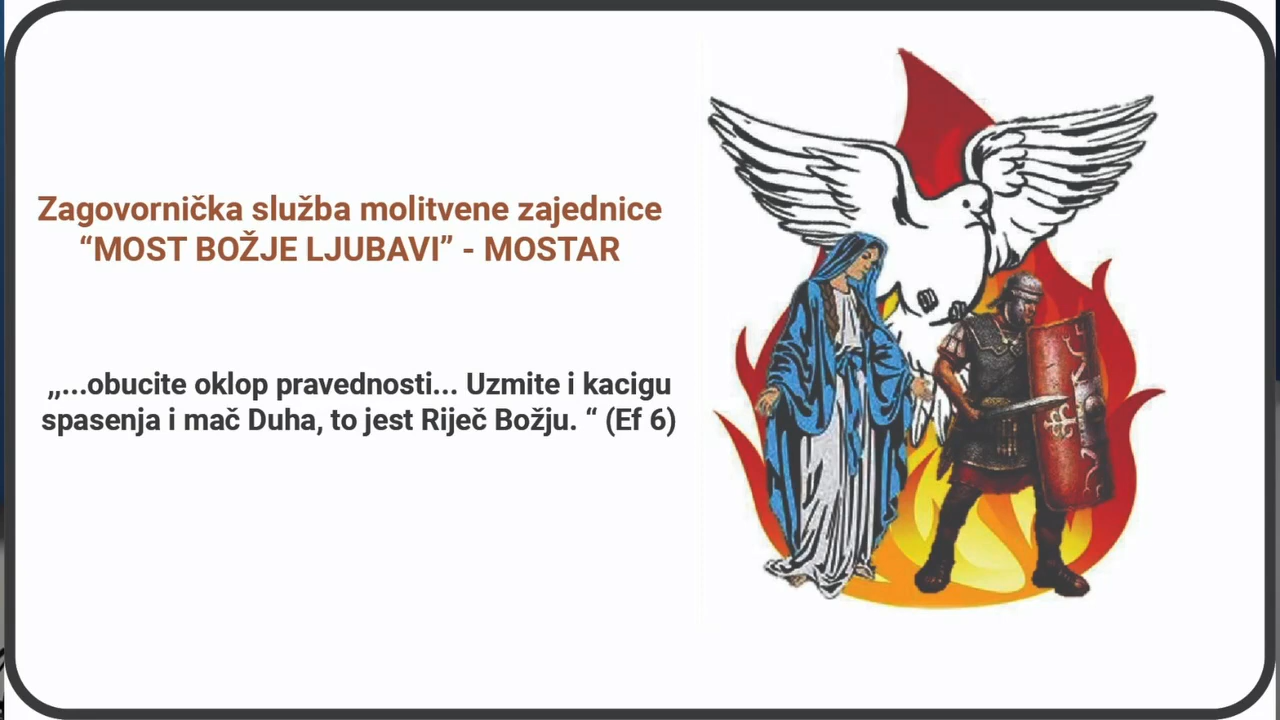 Zagovornička služba molitvene zajednice
“MOST BOŽJE LJUBAVI” - MOSTAR
„...obucite oklop pravednosti... Uzmite i kacigu
spasenja i mač Duha, to jest Riječ Božju. “ (Ef 6)